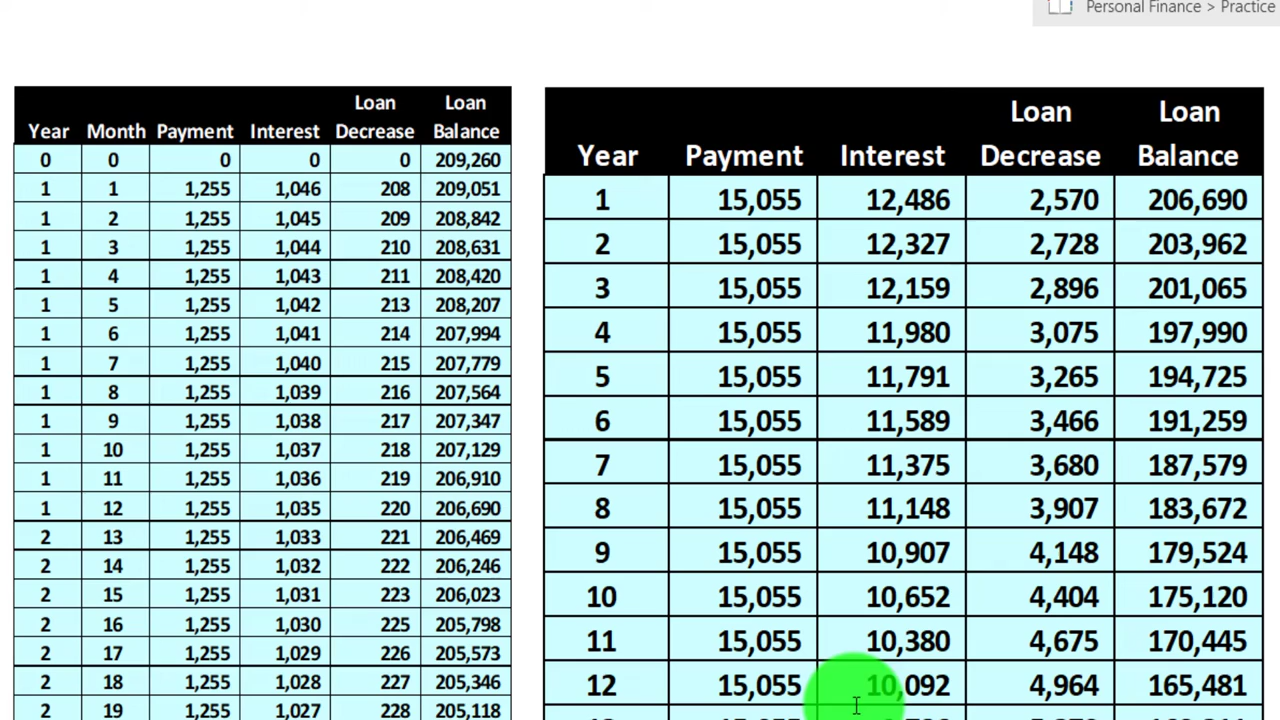 Personal Finance > Practice
Year Month Payment Interest Loan Decrease Loan Balance
0 0 0 0 0 209,260
1 1 1,255 1,046 208 209,051
1 2 1,255 1,045 209 208,842
1 3 1,255 1,044 210 208,631
1 4 1,255 1,043 211 208,420
1 5 1,255 1,042 213 208,207
1 6 1,255 1,041 214 207,994
1 7 1,255 1,040 215 207,779
1 8 1,255 1,039 216 207,564
1 9 1,255 1,038 217 207,347
1 10 1,255 1,037 218 207,129
1 11 1,255 1,036 219 206,910
1 12 1,255 1,035 220 206,690
2 13 1,255 1,033 221 206,469
2 14 1,255 1,032 222 206,246
2 15 1,255 1,031 223 206,023
2 16 1,255 1,030 225 205,798
2 17 1,255 1,029 226 205,573
2 18 1,255 1,028 227 205,346
2 19 1,255 1,027 228 205,118
Year Payment Interest Loan Decrease Loan Balance
1 15,055 12,486 2,570 206,690
2 15,055 12,327 2,728 203,962
3 15,055 12,159 2,896 201,065
4 15,055 11,980 3,075 197,990
5 15,055 11,791 3,265 194,725
6 15,055 11,589 3,466 191,259
7 15,055 11,375 3,680 187,579
8 15,055 11,148 3,907 183,672
9 15,055 10,907 4,148 179,524
10 15,055 10,652 4,404 175,120
11 15,055 10,380 4,675 170,445
12 15,055 10,092 4,964 165,481